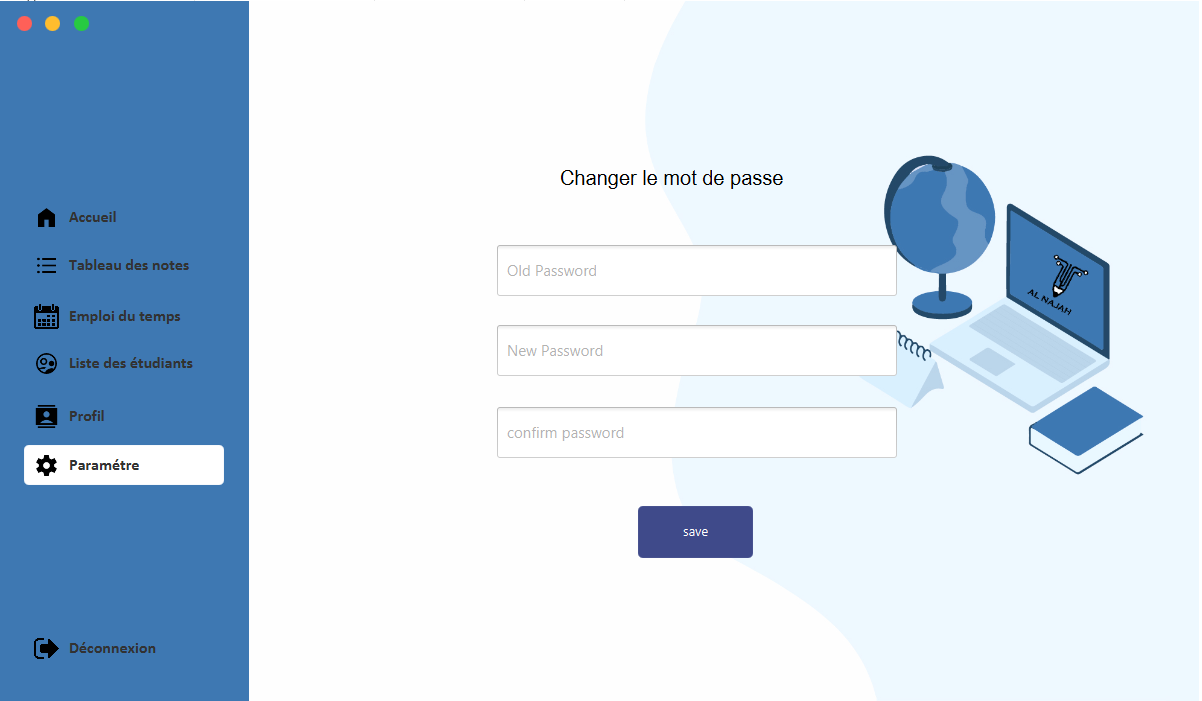 Accueil
Tableau des notes
Emploi du temps
Liste des étudiants
Profil
Paramétre
Déconnexion
Changer le mot de passe
Old Password
New Password
confirm password
save
AL NAJAH